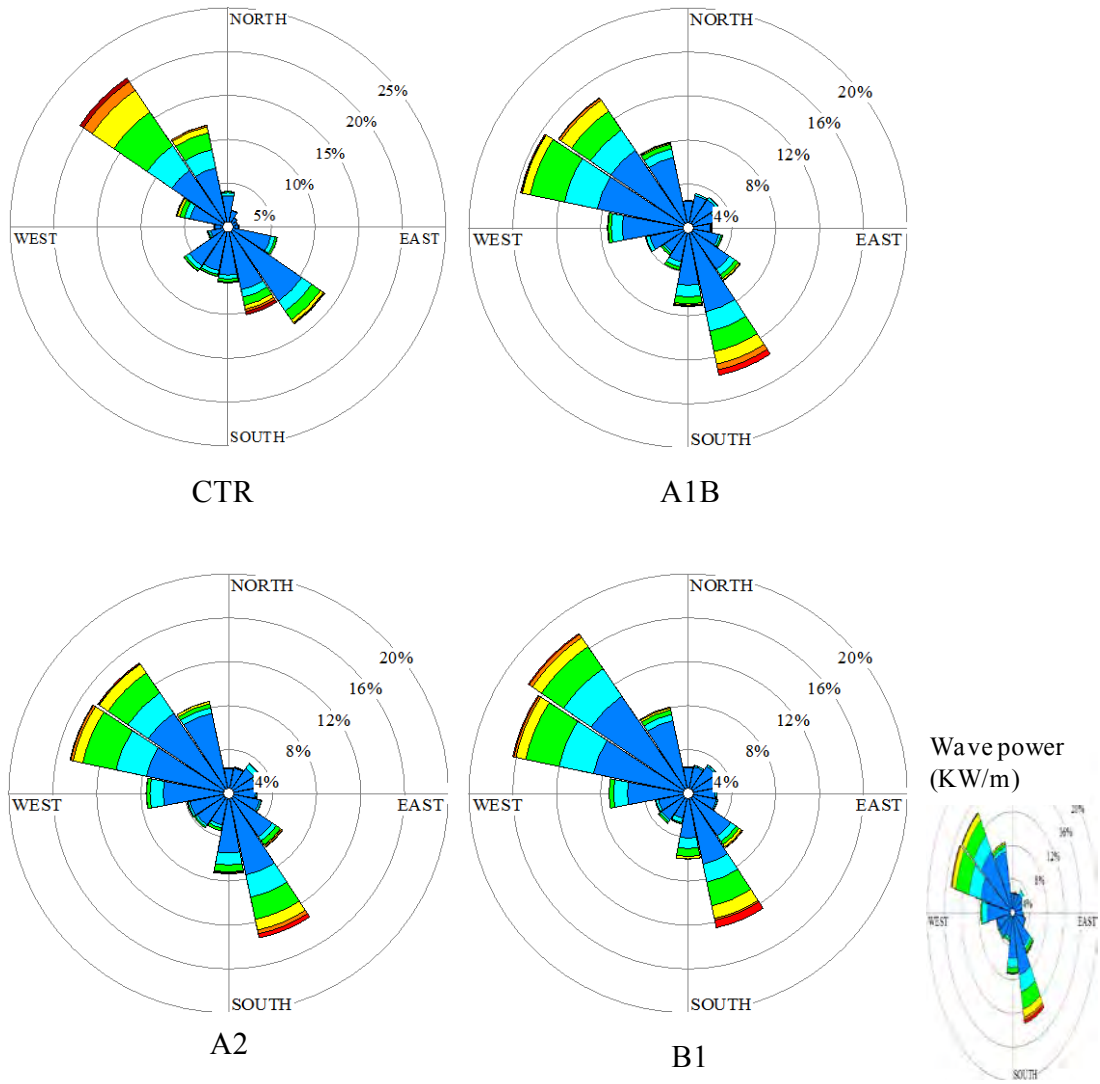 NORTH
25%
20%
15%
10%
5%
WEST
EAST
SOUTH
CTR
NORTH
20%
16%
12%
8%
4%
WEST
EAST
SOUTH
A1B
NORTH
20%
16%
12%
8%
4%
WEST
EAST
SOUTH
A2
NORTH
20%
16%
12%
8%
4%
WEST
EAST
SOUTH
B1
Wave power
(KW/m)
20%
16%
12%
8%
4%
WEST
EAST
SOUTH